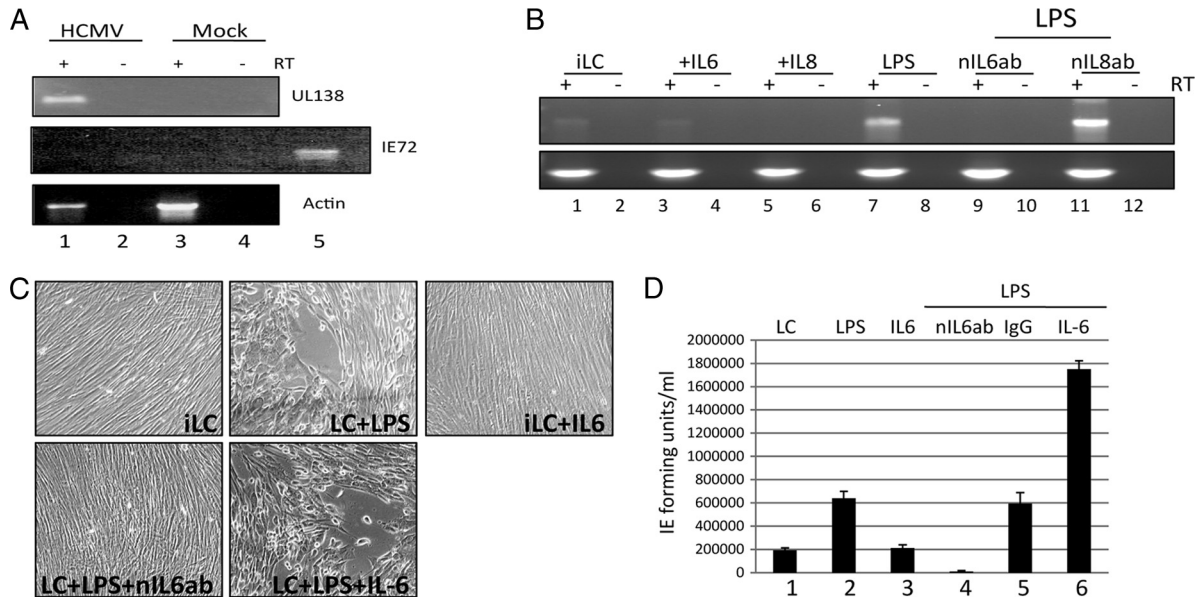 A
HCMV Mock
+ - + - RT
UL138
IE72
Actin
1 2 3 4 5
B
LPS
iLC +IL6 +IL8 LPS nIL6ab nIL8ab
+ - + - + - + - + - + - RT
1 2 3 4 5 6 7 8 9 10 11 12
C
iLC
LC+LPS
iLC+IL6
LC+LPS+nIL6ab
LC+LPS+IL-6
D
LPS
LC LPS IL6 nIL6ab IgG IL-6
IE forming units/ml
2000000
1800000
1600000
1400000
1200000
1000000
800000
600000
400000
200000
0
1 2 3 4 5 6